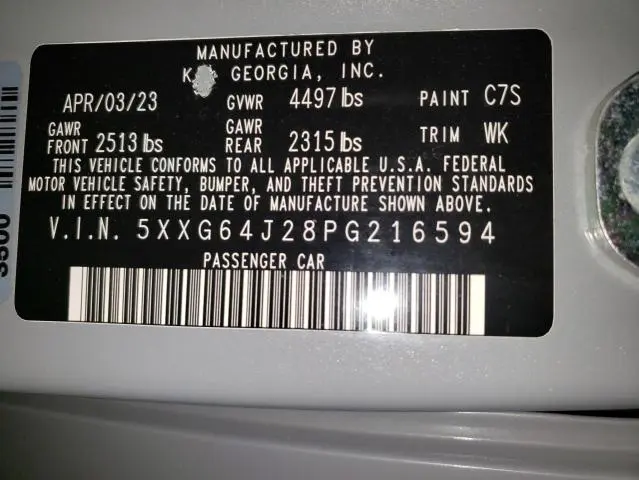 MANUFACTURED BY
GEORGIA, INC.
APR/03/23 GVWR 4497 lbs PAINT C7S
GAWR FRONT 2513 lbs GAWR REAR 2315 lbs TRIM WK
THIS VEHICLE CONFORMS TO ALL APPLICABLE U.S.A. FEDERAL
MOTOR VEHICLE SAFETY, BUMPER, AND THEFT PREVENTION STANDARDS
IN EFFECT ON THE DATE OF MANUFACTURE SHOWN ABOVE.
V.I.N. 5XXG64J28PG216594
PASSENGER CAR